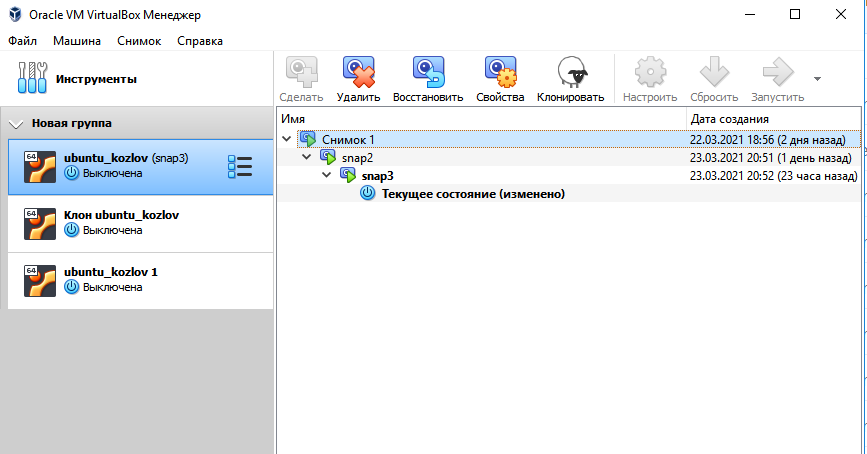 Oracle VM VirtualBox Менеджер
Файл Машина Снимок Справка
Инструменты
Сделать Удалить Восстановить Свойства Клонировать Настроить Сбросить Запустить
Новая группа
64
ubuntu_kozlov (snap3)
Выключена
Клон ubuntu_kozlov
Выключена
64
ubuntu_kozlov 1
Выключена
Имя Дата создания
Снимок 1 22.03.2021 18:56 (2 дня назад)
snap2 23.03.2021 20:51 (1 день назад)
snap3 23.03.2021 20:52 (23 часа назад)
Текущее состояние (изменено)